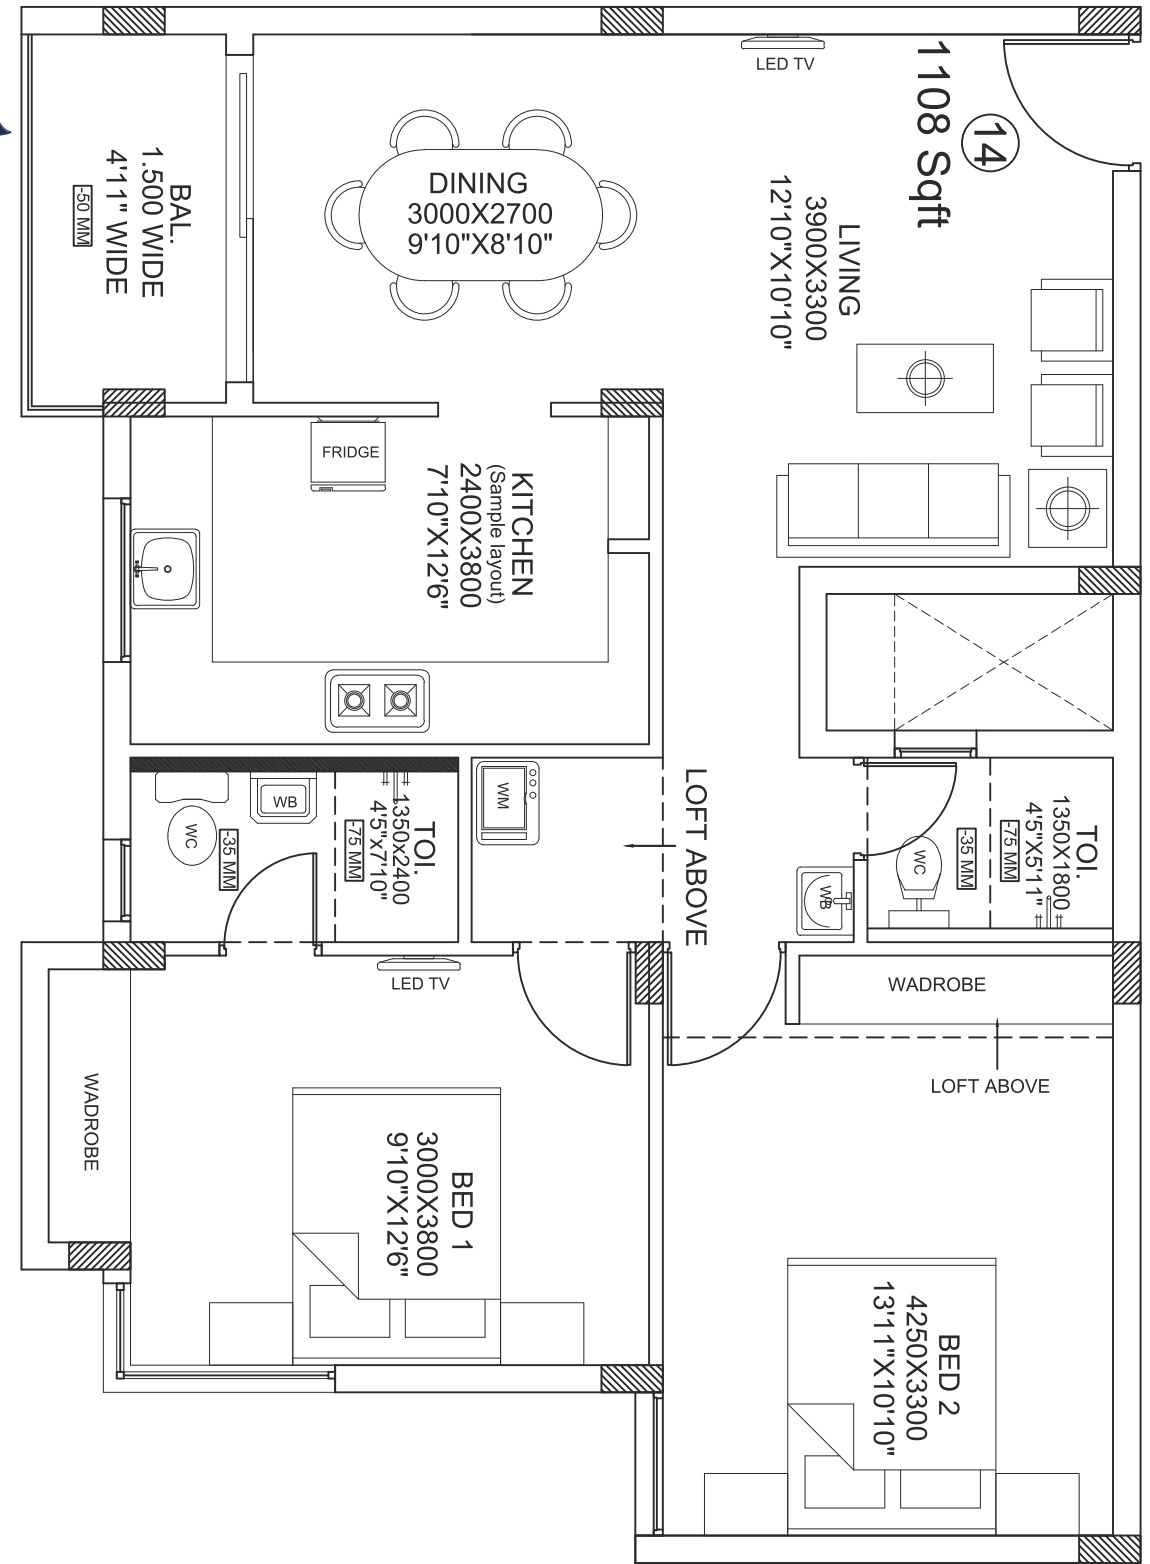 LED TV
14
1108 Sqft
DINING
3000X2700
9'10"X8'10"
BAL.
1.500 WIDE
4'11" WIDE
-50 MM
LIVING
3900X3300
12'10"X10'10"
FRIDGE
KITCHEN
(Sample layout)
2400X3800
7'10"X12'6"
LOFT ABOVE
WM
WB
WC
-35 MM
TOI.
1350x2400
4'5"x7'10"
-75 MM
TOI.
1350X1800
4'5"X5'11"
-75 MM
-35 MM
WC
WB
LED TV
WADROBE
LOFT ABOVE
WADROBE
BED 1
3000X3800
9'10"X12'6"
BED 2
4250X3300
13'11"X10'10"